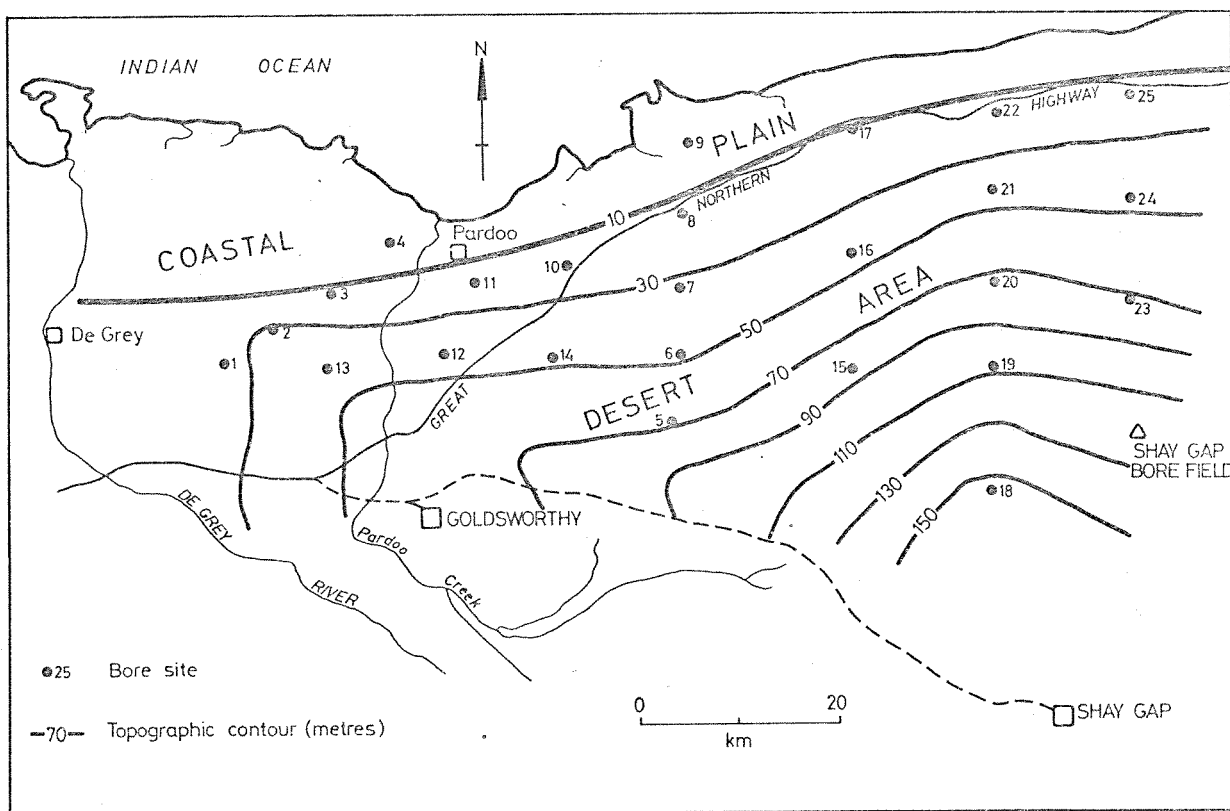 INDIAN OCEAN
N
25
HIGHWAY
22
17
PLAIN
9
NORTHERN
8
21
24
10
4
COASTAL
Pardoo
10
16
3
11
30
7
AREA
20
23
De Grey
2
50
1
13
12
14
6
15
19
70
DESERT
GREAT
5
90
110
SHAY GAP
BORE FIELD
130
18
150
GOLDSWORTHY
DE GREY
RIVER
Pardoo
Creek
25 Bore site
0 20
km
SHAY GAP
70 Topographic contour (metres)